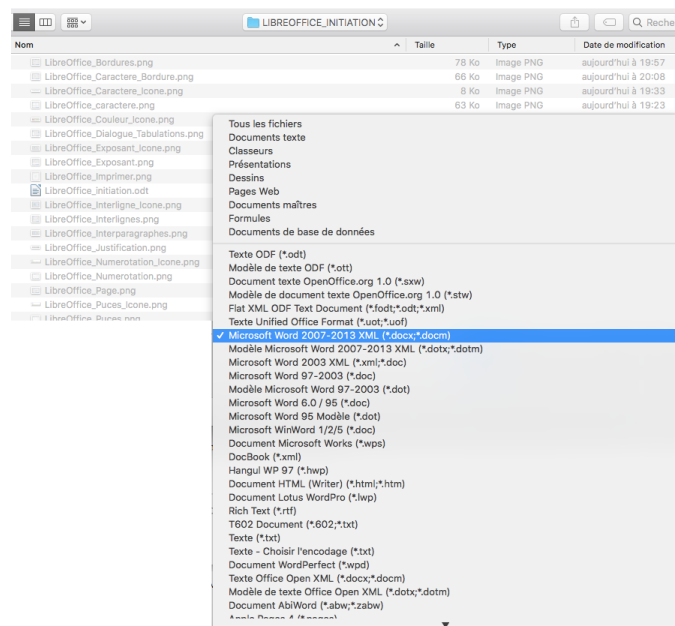 LIBREOFFICE_INITIATION
Reche
Nom Taille Type Date de modification
LibreOffice_Bordures.png 78 Ko Image PNG aujourd'hui à 19:57
LibreOffice_Caractere_Bordure.png 66 Ko Image PNG aujourd'hui à 20:08
LibreOffice_Caractere_Icone.png 8 Ko Image PNG aujourd'hui à 19:33
LibreOffice_caractere.png 63 Ko Image PNG aujourd'hui à 19:23
LibreOffice_Couleur_Icone.png
LibreOffice_Dialogue_Tabulations.png
LibreOffice_Exposant_Icone.png
LibreOffice_Exposant.png
LibreOffice_Imprimer.png
LibreOffice_initiation.odt
LibreOffice_Interligne_Icone.png
LibreOffice_Interlignes.png
LibreOffice_Interparagraphes.png
LibreOffice_Justification.png
LibreOffice_Numerotation_Icone.png
LibreOffice_Numerotation.png
LibreOffice_Page.png
LibreOffice_Puces_Icone.png
LibreOffice_Puces.png
Tous les fichiers
Documents texte
Classeurs
Présentations
Dessins
Pages Web
Documents maîtres
Formules
Documents de base de données
Texte ODF (*.odt)
Modèle de texte ODF (*.ott)
Document texte OpenOffice.org 1.0 (*.sxw)
Modèle de document texte OpenOffice.org 1.0 (*.stw)
Flat XML ODF Text Document (*.fodt;*.odt;*.xml)
Texte Unified Office Format (*.uot;*.uof)
✓ Microsoft Word 2007-2013 XML (*.docx;*.docm)
Modèle Microsoft Word 2007-2013 XML (*.dotx;*.dotm)
Microsoft Word 2003 XML (*.xml;*.doc)
Microsoft Word 97-2003 (*.doc)
Modèle Microsoft Word 97-2003 (*.dot)
Microsoft Word 6.0 / 95 (*.doc)
Microsoft Word 95 Modèle (*.dot)
Microsoft WinWord 1/2/5 (*.doc)
Document Microsoft Works (*.wps)
DocBook (*.xml)
Hangul WP 97 (*.hwp)
Document HTML (Writer) (*.html;*.htm)
Document Lotus WordPro (*.lwp)
Rich Text (*.rtf)
T602 Document (*.602;*.txt)
Texte (*.txt)
Texte - Choisir l'encodage (*.txt)
Document WordPerfect (*.wpd)
Texte Office Open XML (*.docx;*.docm)
Modèle de texte Office Open XML (*.dotx;*.dotm)
Document AbiWord (*.abw;*.zabw)
Apple Pages 4 (*.pages)